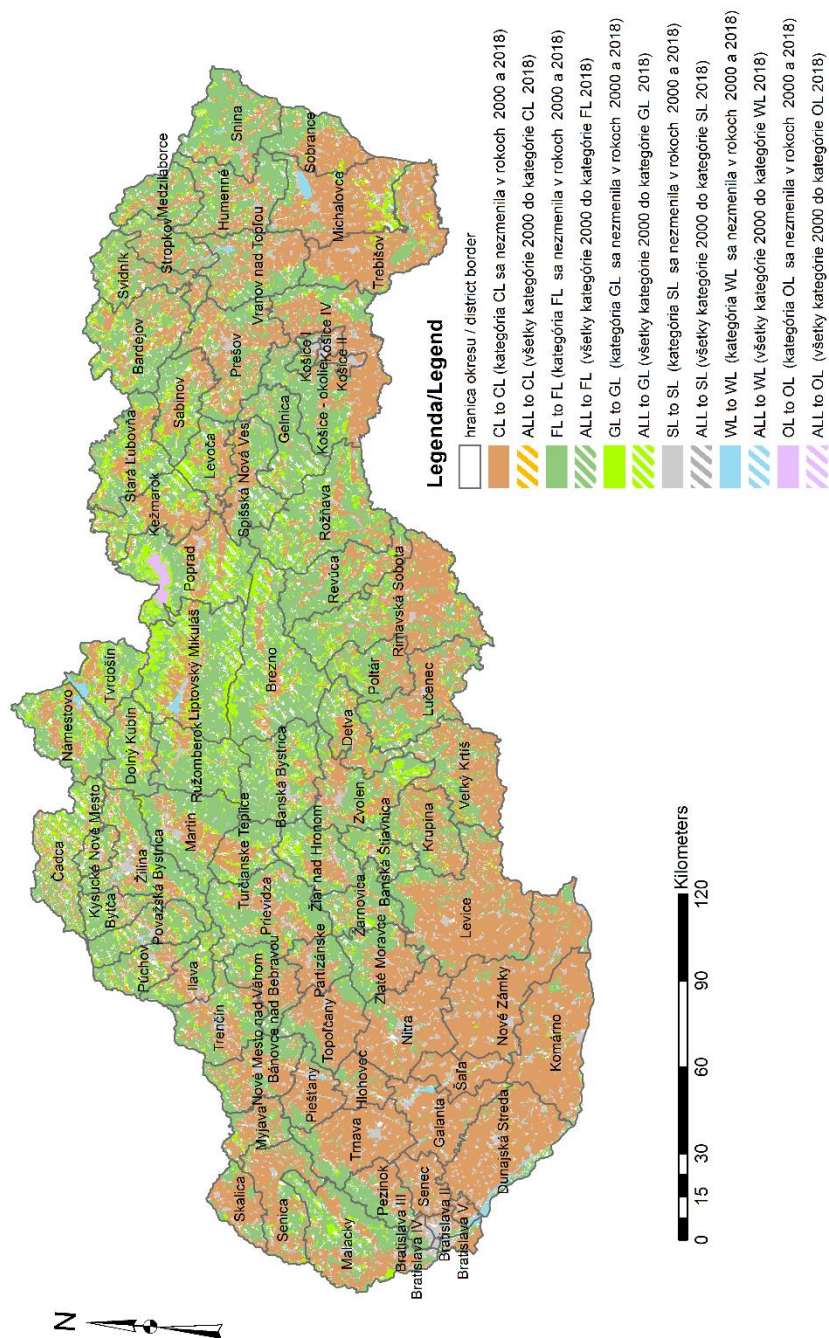 N
Čadca
Námestovo
Kysucké Nové Mesto
Bytča
Tvrdošín
Dolný Kubín
Žilina
Púchov
Považská Bystrica
Stará Ľubovňa
Kežmarok
Bardejov
Svidník
Stropkov
Medzilaborce
Snina
Humenné
Sabinov
Ilava
Martin
Ružomberok
Liptovský Mikuláš
Poprad
Levoča
Prešov
Vranov nad Topľou
Trenčín
Turčianske Teplice
Prievidza
Brezno
Spišská Nová Ves
Gelnica
Sobrance
Skalica
Myjava
Nové Mesto nad Váhom
Bánovce nad Bebravou
Banská Bystrica
Košice I
Košice - okolie
Košice IV
Košice II
Michalovce
Trebišov
Senica
Piešťany
Topoľčany
Partizánske
Žiar nad Hronom
Detva
Zvolen
Revúca
Rožňava
Malacky
Trnava
Hlohovec
Žarnovica
Banská Štiavnica
Zlaté Moravce
Poltár
Rimavská Sobota
Pezinok
Nitra
Krupina
Lučenec
Bratislava III
Bratislava IV
Senec
Galanta
Šaľa
Levice
Veľký Krtíš
Bratislava II
Bratislava V
Dunajská Streda
Nové Zámky
Komárno
Legenda/Legend
hranica okresu / district border
CL to CL (kategória CL sa nezmenila v rokoch 2000 a 2018)
ALL to CL (všetky kategórie 2000 do kategórie CL 2018)
FL to FL (kategória FL sa nezmenila v rokoch 2000 a 2018)
ALL to FL (všetky kategórie 2000 do kategórie FL 2018)
GL to GL (kategória GL sa nezmenila v rokoch 2000 a 2018)
ALL to GL (všetky kategórie 2000 do kategórie GL 2018)
SL to SL (kategória SL sa nezmenila v rokoch 2000 a 2018)
ALL to SL (všetky kategórie 2000 do kategórie SL 2018)
WL to WL (kategória WL sa nezmenila v rokoch 2000 a 2018)
ALL to WL (všetky kategórie 2000 do kategórie WL 2018)
OL to OL (kategória OL sa nezmenila v rokoch 2000 a 2018)
ALL to OL (všetky kategórie 2000 do kategórie OL 2018)
Kilometers
0 15 30 60 90 120